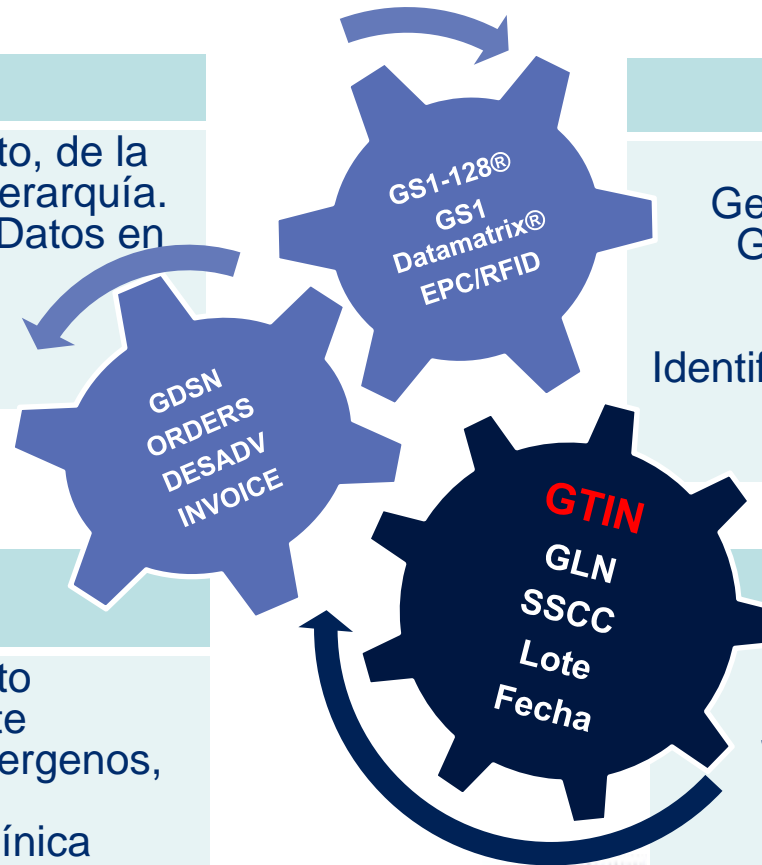 to, de la
erarquía.
Datos en
GS1-128®
GS1
Datamatrix®
EPC/RFID
Ge
G
Identif
GDSN
ORDERS
DESADV
INVOICE
GTIN
GLN
SSCC
Lote
Fecha
to
te
ergenos,
ínica